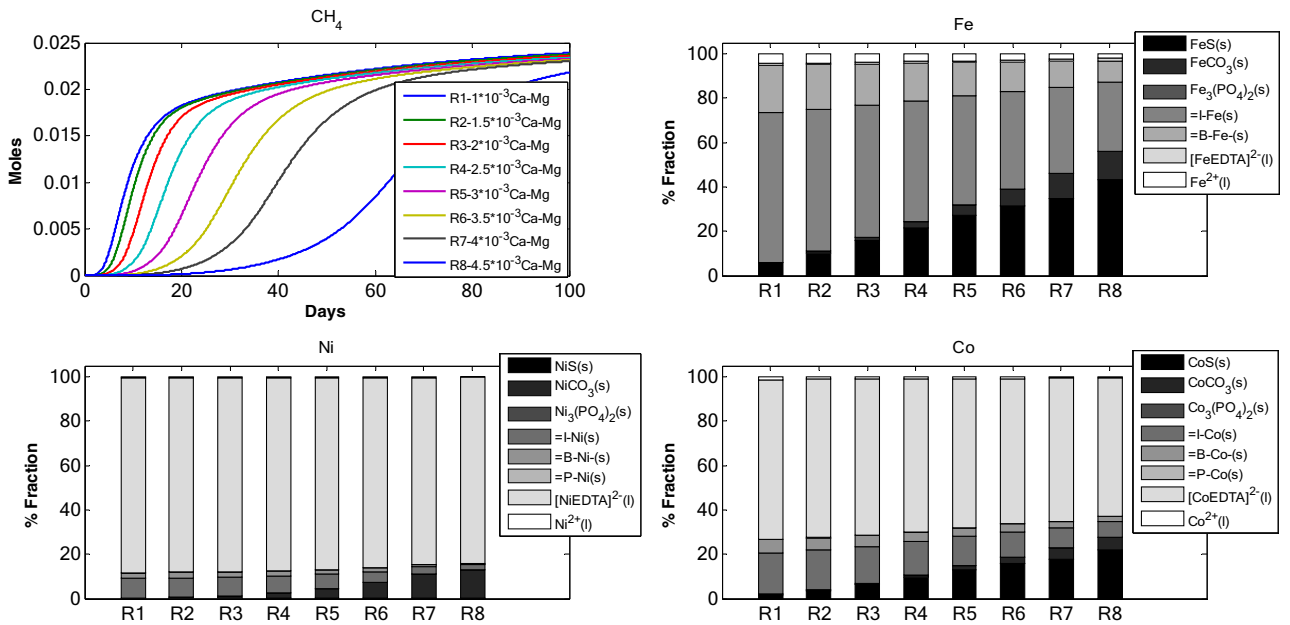 CH4
0.025
0.02
0.015
0.01
0.005
0
Moles
0 20 40 60 80 100
Days
R1-1*10-3Ca-Mg
R2-1.5*10-3Ca-Mg
R3-2*10-3Ca-Mg
R4-2.5*10-3Ca-Mg
R5-3*10-3Ca-Mg
R6-3.5*10-3Ca-Mg
R7-4*10-3Ca-Mg
R8-4.5*10-3Ca-Mg
Fe
100
80
60
40
20
0
% Fraction
R1 R2 R3 R4 R5 R6 R7 R8
FeS(s)
FeCO3(s)
Fe3(PO4)2(s)
=I-Fe(s)
=B-Fe-(s)
[FeEDTA]2-(l)
Fe2+(l)
Ni
100
80
60
40
20
0
% Fraction
R1 R2 R3 R4 R5 R6 R7 R8
NiS(s)
NiCO3(s)
Ni3(PO4)2(s)
=I-Ni(s)
=B-Ni-(s)
=P-Ni(s)
[NiEDTA]2-(l)
Ni2+(l)
Co
100
80
60
40
20
0
% Fraction
R1 R2 R3 R4 R5 R6 R7 R8
CoS(s)
CoCO3(s)
Co3(PO4)2(s)
=I-Co(s)
=B-Co-(s)
=P-Co(s)
[CoEDTA]2-(l)
Co2+(l)